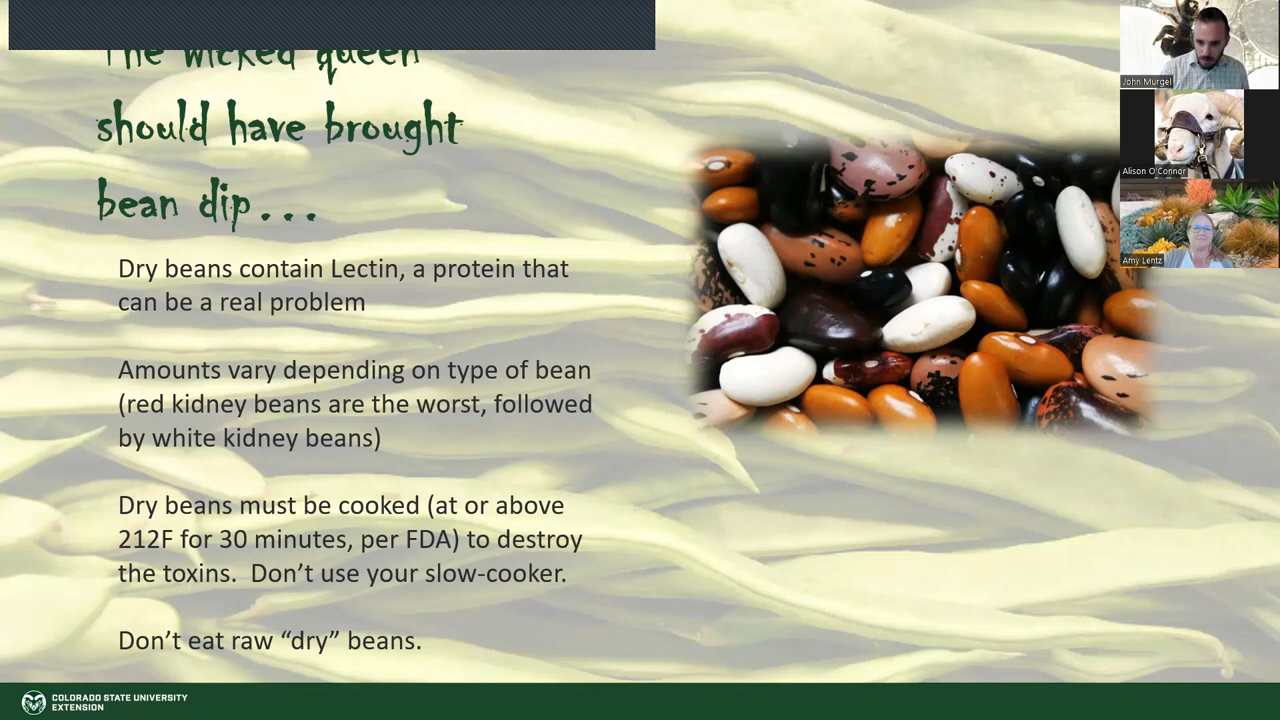 The wicked queen
should have brought
bean dip...
Dry beans contain Lectin, a protein that
can be a real problem
Amounts vary depending on type of bean
(red kidney beans are the worst, followed
by white kidney beans)
Dry beans must be cooked (at or above
212F for 30 minutes, per FDA) to destroy
the toxins.  Don’t use your slow-cooker.
Don’t eat raw “dry” beans.
John Murgel
Alison O'Connor
Amy Lentz
COLORADO STATE UNIVERSITY
EXTENSION